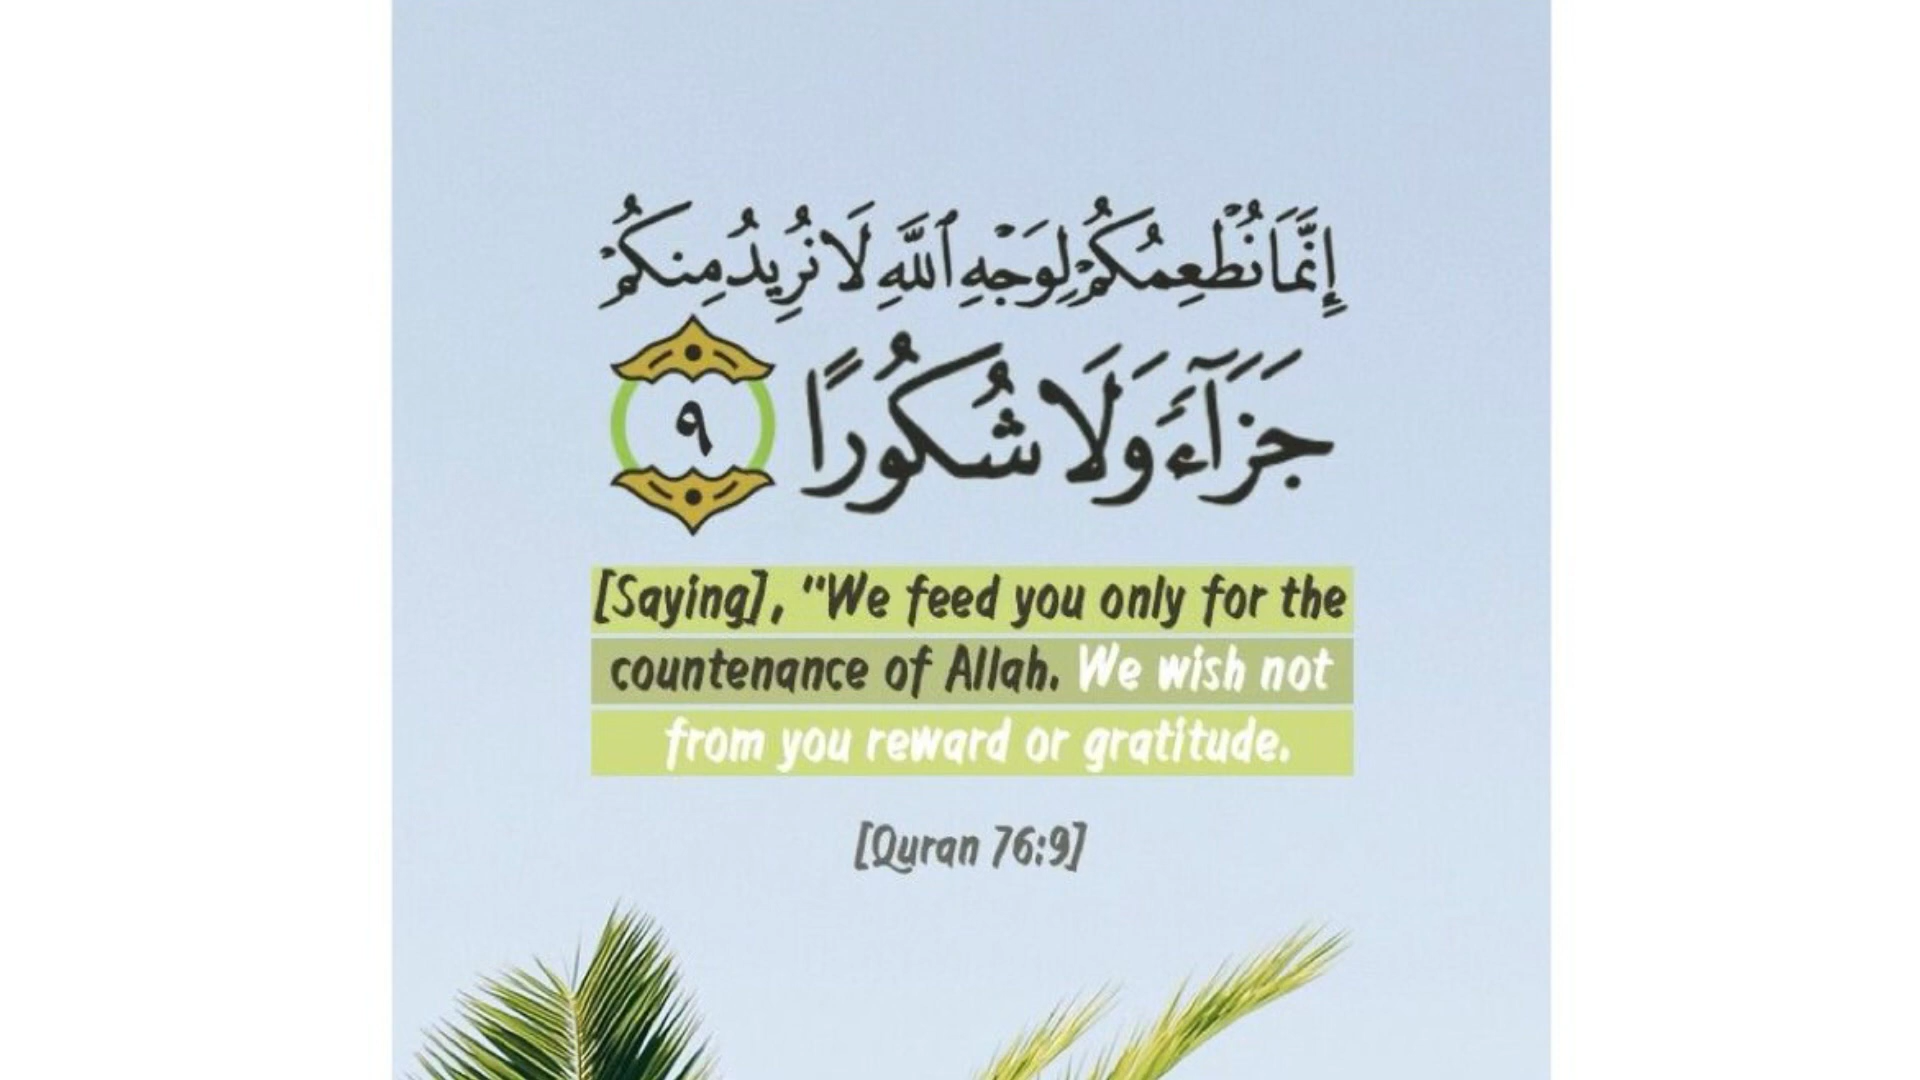 إِنَّمَا نُطْعِمُكُمْ لِوَجْهِ ٱللَّهِ لَا نُرِيدُ مِنكُمْ
جَزَآءً وَلَا شُكُورًا ٩
[Saying], “We feed you only for the
countenance of Allah. We wish not
from you reward or gratitude.
[Quran 76:9]